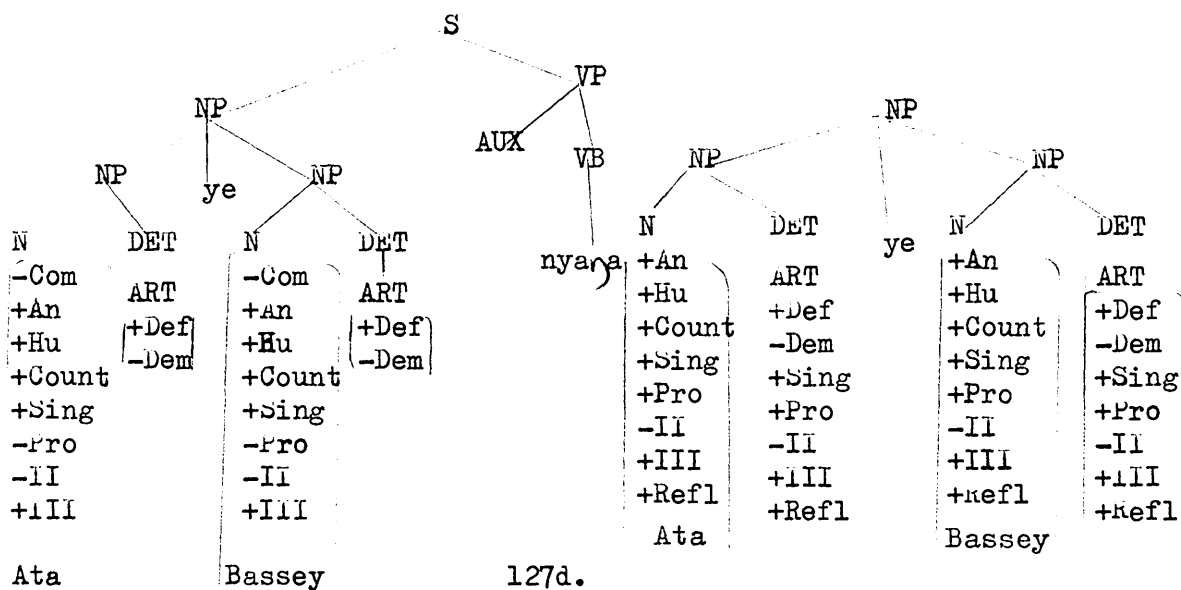 S
VP
NP NP
AUX VB NP NP
NP ye NP
N DET N DET nyaŋa N DET ye N DET
-Com -Com +An +An
ART ART ART ART
+An +An +Hu +Def +Hu +Def
+Def +Def
+Hu +Hu +Count -Dem +Count -Dem
-Dem -Dem
+Count +Count +Sing +Sing +Sing +Sing
+Sing +Sing +Pro +Pro +Pro +Pro
-Pro -Pro -II -II -II -II
-II -II +III +III +III +III
+III +III +Refl +Refl +Refl +Refl
Ata Bassey
Ata Bassey 127d.